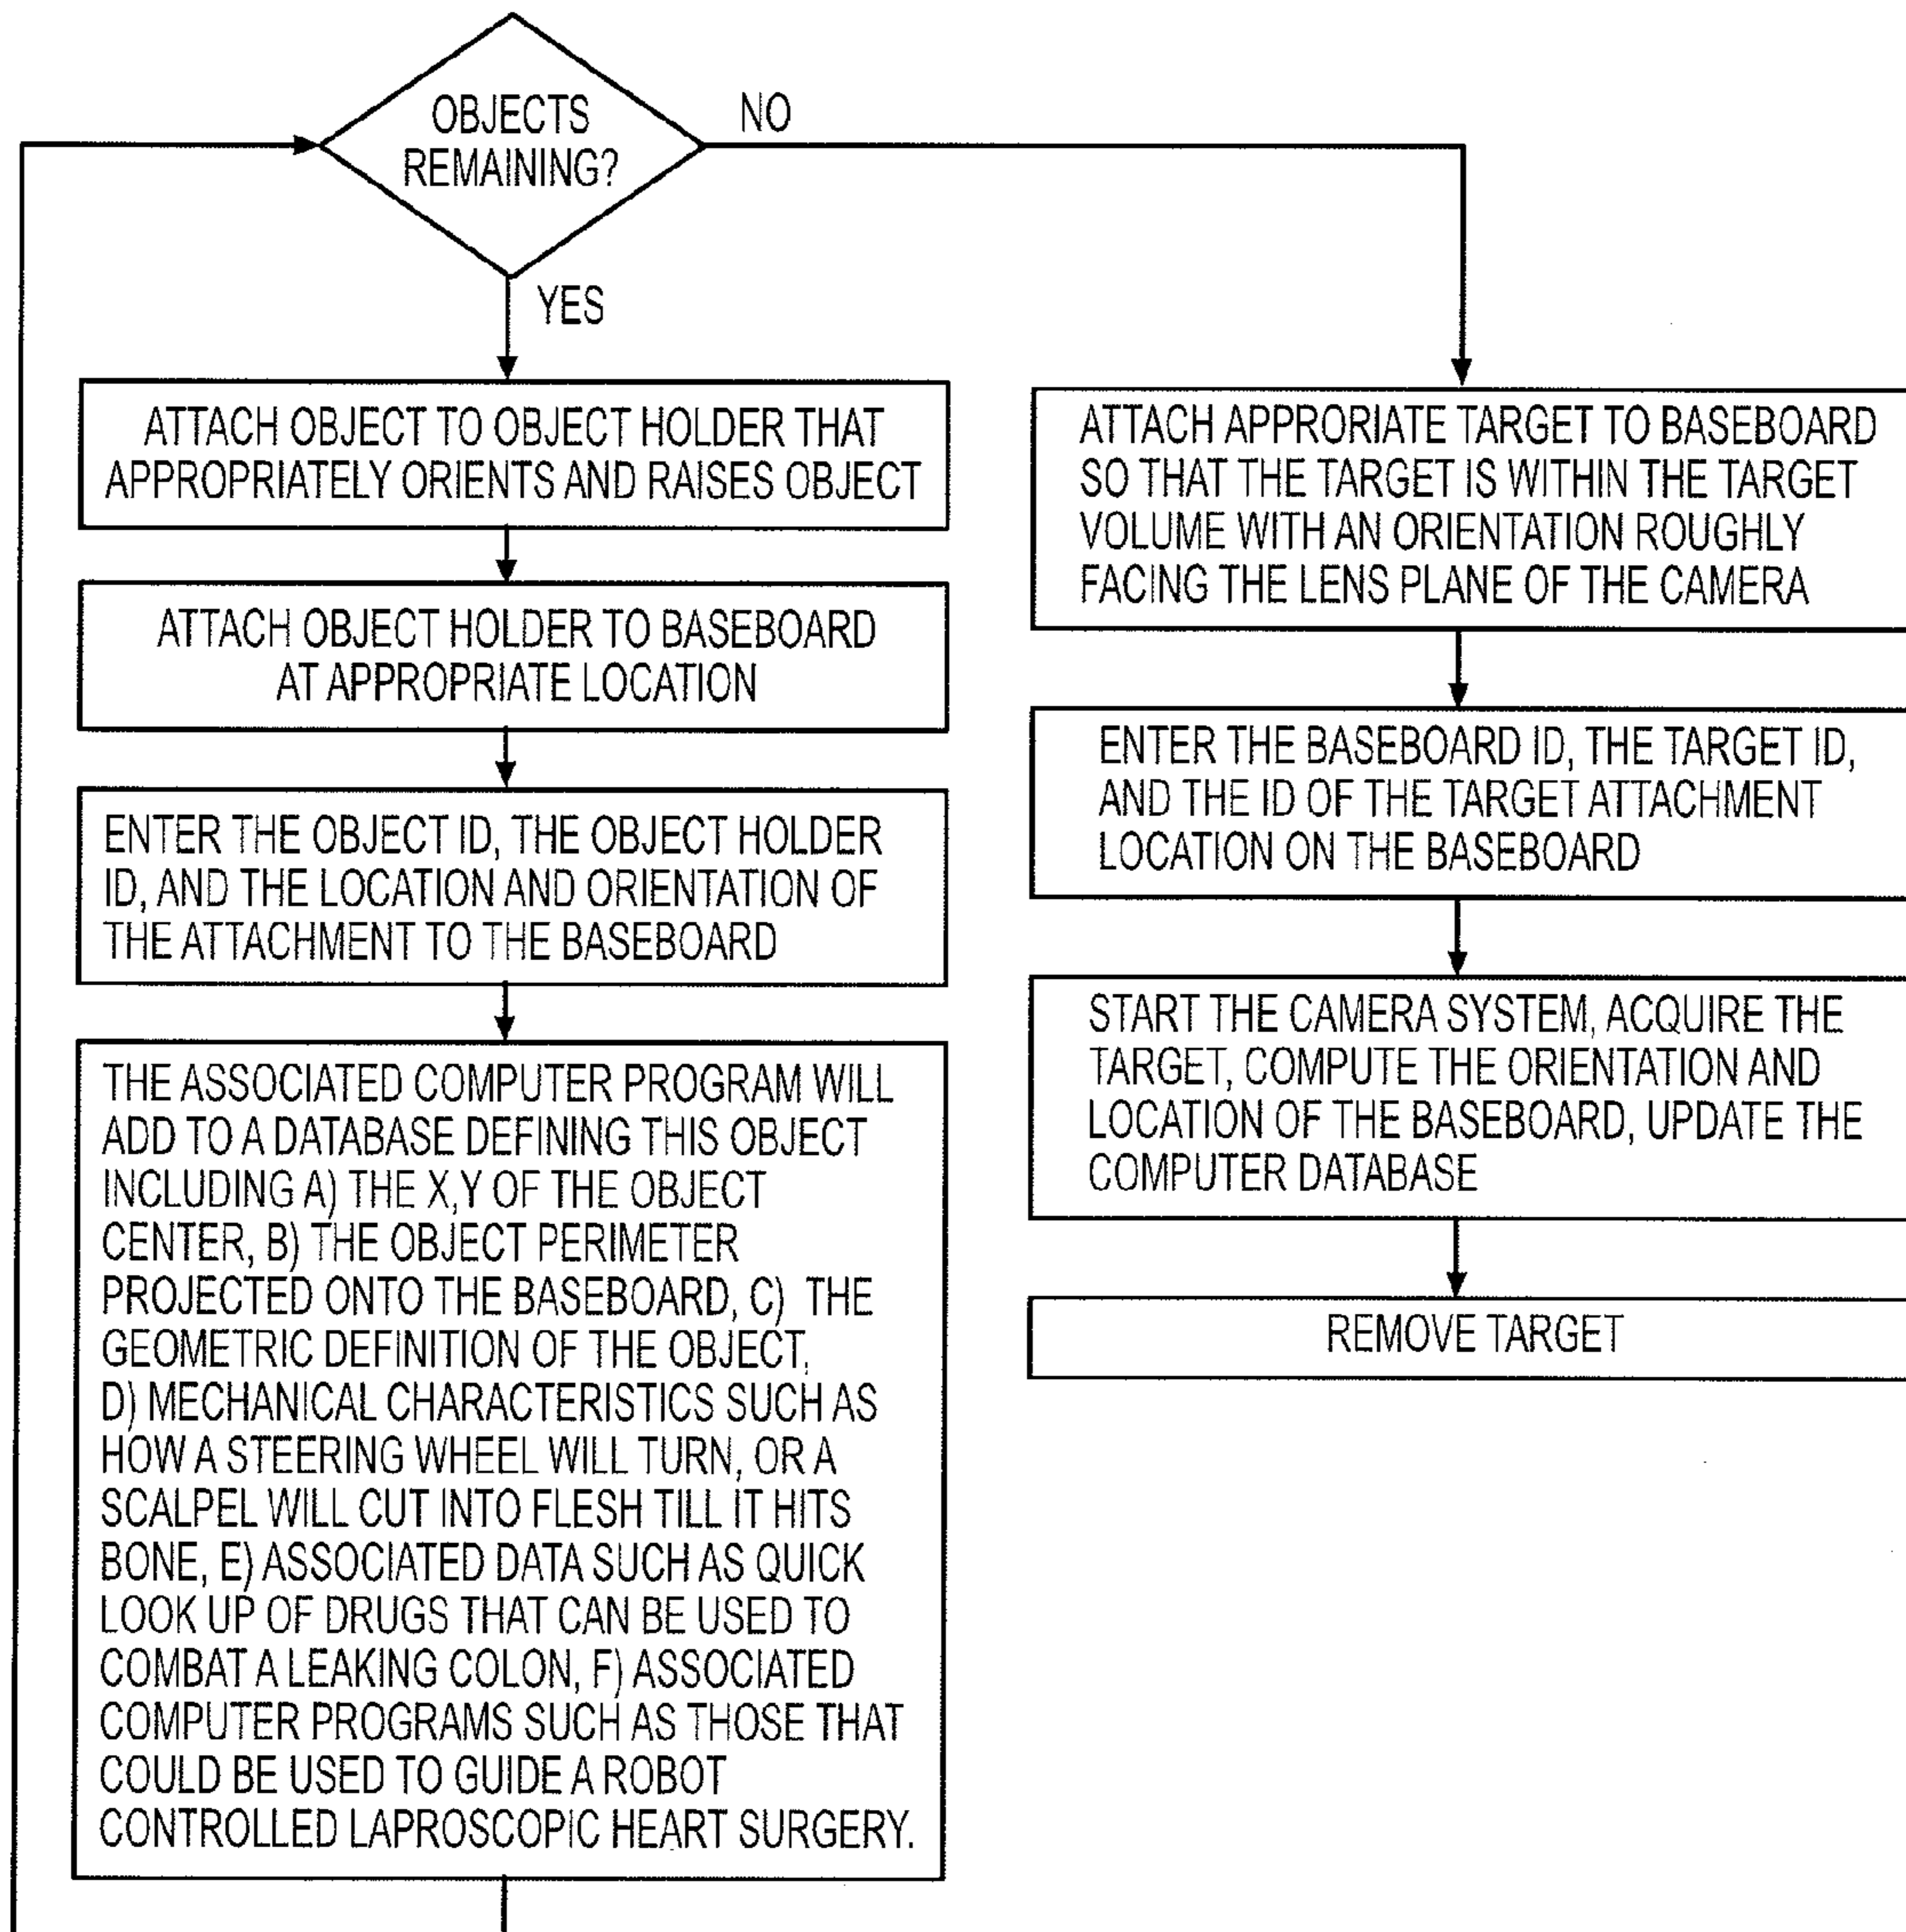 OBJECTS
REMAINING?
NO
YES
ATTACH OBJECT TO OBJECT HOLDER THAT
APPROPRIATELY ORIENTS AND RAISES OBJECT
ATTACH OBJECT HOLDER TO BASEBOARD
AT APPROPRIATE LOCATION
ENTER THE OBJECT ID, THE OBJECT HOLDER
ID, AND THE LOCATION AND ORIENTATION OF
THE ATTACHMENT TO THE BASEBOARD
THE ASSOCIATED COMPUTER PROGRAM WILL
ADD TO A DATABASE DEFINING THIS OBJECT
INCLUDING A) THE X,Y OF THE OBJECT
CENTER, B) THE OBJECT PERIMETER
PROJECTED ONTO THE BASEBOARD, C) THE
GEOMETRIC DEFINITION OF THE OBJECT,
D) MECHANICAL CHARACTERISTICS SUCH AS
HOW A STEERING WHEEL WILL TURN, OR A
SCALPEL WILL CUT INTO FLESH TILL IT HITS
BONE, E) ASSOCIATED DATA SUCH AS QUICK
LOOK UP OF DRUGS THAT CAN BE USED TO
COMBAT A LEAKING COLON, F) ASSOCIATED
COMPUTER PROGRAMS SUCH AS THOSE THAT
COULD BE USED TO GUIDE A ROBOT
CONTROLLED LAPROSCOPIC HEART SURGERY.
ATTACH APPRORIATE TARGET TO BASEBOARD
SO THAT THE TARGET IS WITHIN THE TARGET
VOLUME WITH AN ORIENTATION ROUGHLY
FACING THE LENS PLANE OF THE CAMERA
ENTER THE BASEBOARD ID, THE TARGET ID,
AND THE ID OF THE TARGET ATTACHMENT
LOCATION ON THE BASEBOARD
START THE CAMERA SYSTEM, ACQUIRE THE
TARGET, COMPUTE THE ORIENTATION AND
LOCATION OF THE BASEBOARD, UPDATE THE
COMPUTER DATABASE
REMOVE TARGET